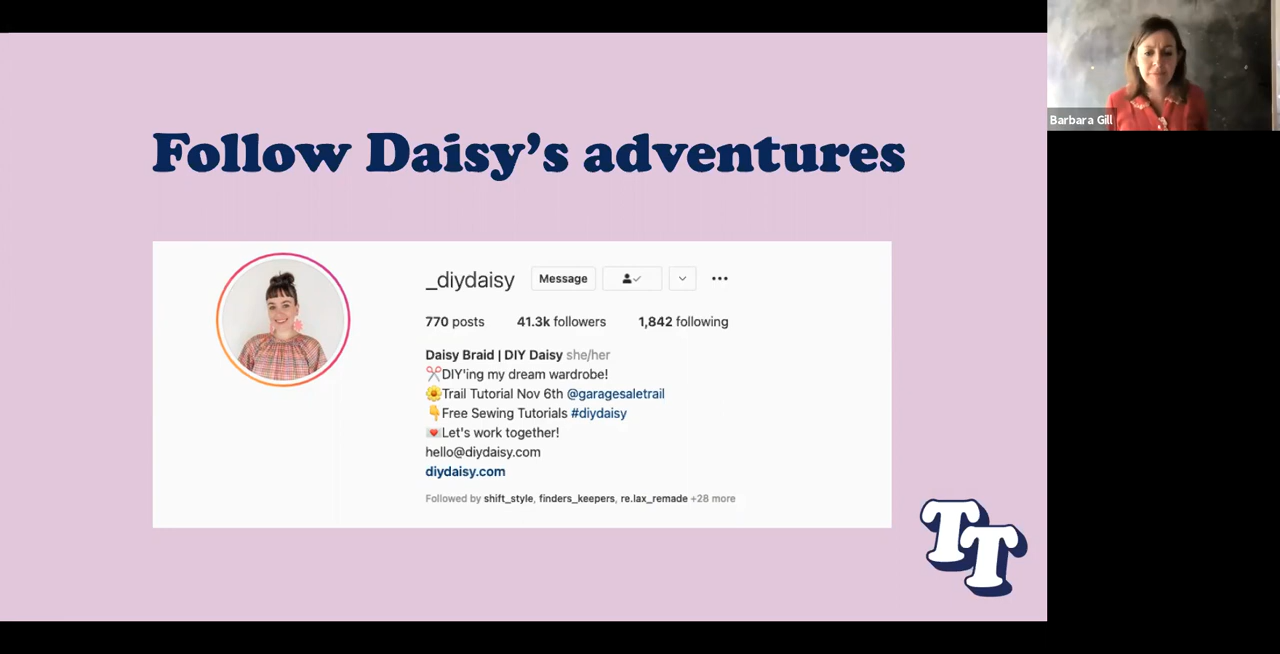 Follow Daisy's adventures
Barbara Gill
_diydaisy Message
770 posts 41.3k followers 1,842 following
Daisy Braid | DIY Daisy she/her
✂️DIY'ing my dream wardrobe!
🌼Trail Tutorial Nov 6th @garagesaletrail
👇Free Sewing Tutorials #diydaisy
💌Let's work together!
hello@diydaisy.com
diydaisy.com
Followed by shift_style, finders_keepers, re.lax_remade +28 more
TT